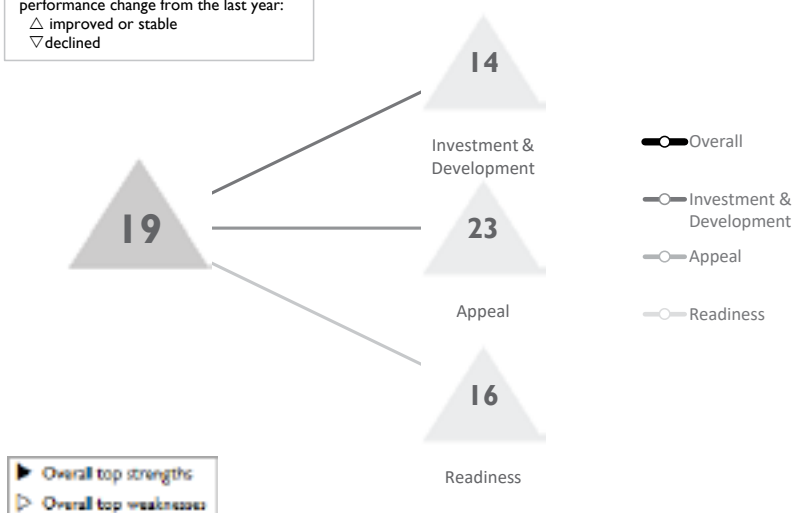 performance change from the last year:
△ improved or stable
▽ declined
14
Investment &
Development
19
23
Appeal
16
Readiness
Overall
Investment &
Development
Appeal
Readiness
▶ Overall top strengths
▷ Overall top weaknesses